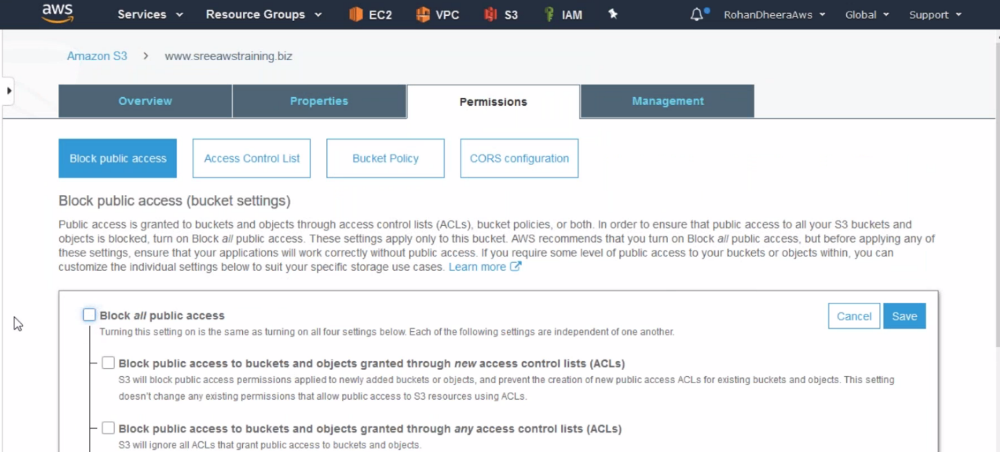 aws Services Resource Groups EC2 VPC S3 IAM RohanDheeraAws Global Support
Amazon S3 > www.sreeawstraining.biz
Overview Properties Permissions Management
Block public access Access Control List Bucket Policy CORS configuration
Block public access (bucket settings)
Public access is granted to buckets and objects through access control lists (ACLs), bucket policies, or both. In order to ensure that public access to all your S3 buckets and
objects is blocked, turn on Block all public access. These settings apply only to this bucket. AWS recommends that you turn on Block all public access, but before applying any of
these settings, ensure that your applications will work correctly without public access. If you require some level of public access to your buckets or objects within, you can
customize the individual settings below to suit your specific storage use cases. Learn more
Block all public access Cancel Save
Turning this setting on is the same as turning on all four settings below. Each of the following settings are independent of one another.
Block public access to buckets and objects granted through new access control lists (ACLs)
S3 will block public access permissions applied to newly added buckets or objects, and prevent the creation of new public access ACLs for existing buckets and objects. This setting
doesn't change any existing permissions that allow public access to S3 resources using ACLs.
Block public access to buckets and objects granted through any access control lists (ACLs)
S3 will ignore all ACLs that grant public access to buckets and objects.